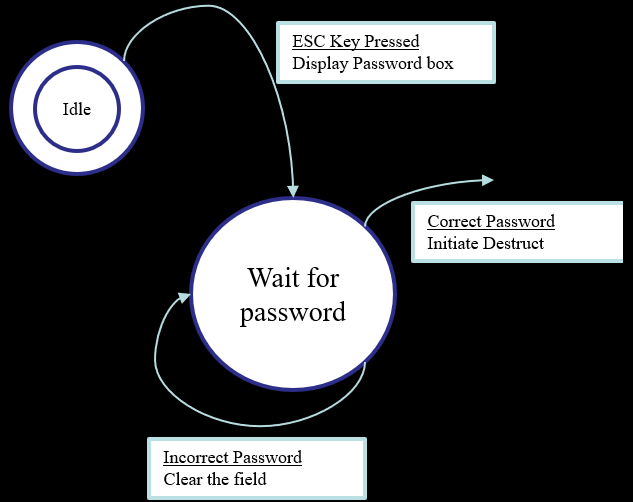 ESC Key Pressed
Display Password box
Idle
Correct Password
Initiate Destruct
Wait for
password
Incorrect Password
Clear the field